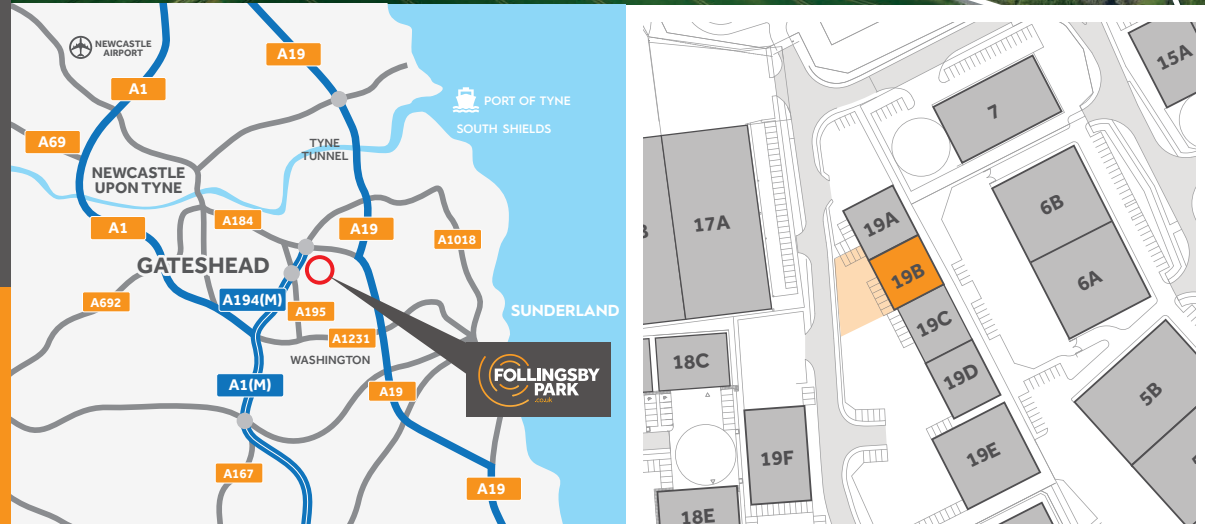 NEWCASTLE
AIRPORT
A19
A1
PORT OF TYNE
SOUTH SHIELDS
A69
TYNE
TUNNEL
NEWCASTLE
UPON TYNE
A184
A1
A19
A1018
GATESHEAD
A692
A194(M)
A195
SUNDERLAND
A1231
WASHINGTON
FOLLINGSBY
PARK
.co.uk
A1(M)
A19
A167
A19
15A
7
17A
19A
6B
19B
6A
19C
18C
19D
5B
19F
19E
18E